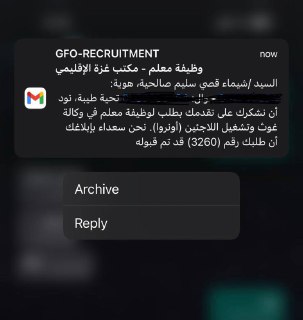 GFO-RECRUITMENT
now
وظيفة معلم - مكتب غزة الإقليمي
السيد /شيماء قصي سليم صالحية، هوية:
تحية طيبة، نود
أن نشكرك على تقدمك بطلب لوظيفة معلم في وكالة
غوث وتشغيل اللاجئين (أونروا). نحن سعداء بإبلاغك
أن طلبك رقم (3260) قد تم قبوله
Archive
Reply